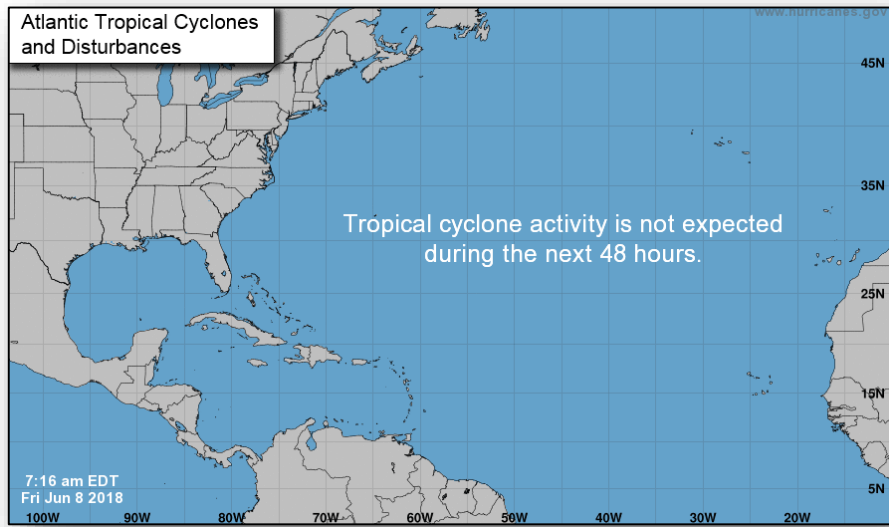 Atlantic Tropical Cyclones
and Disturbances
www.hurricanes.gov
45N
35N
Tropical cyclone activity is not expected
during the next 48 hours.
25N
15N
7:16 am EDT
Fri Jun 8 2018
5N
100W 90W 80W 70W 60W 50W 40W 30W 20W